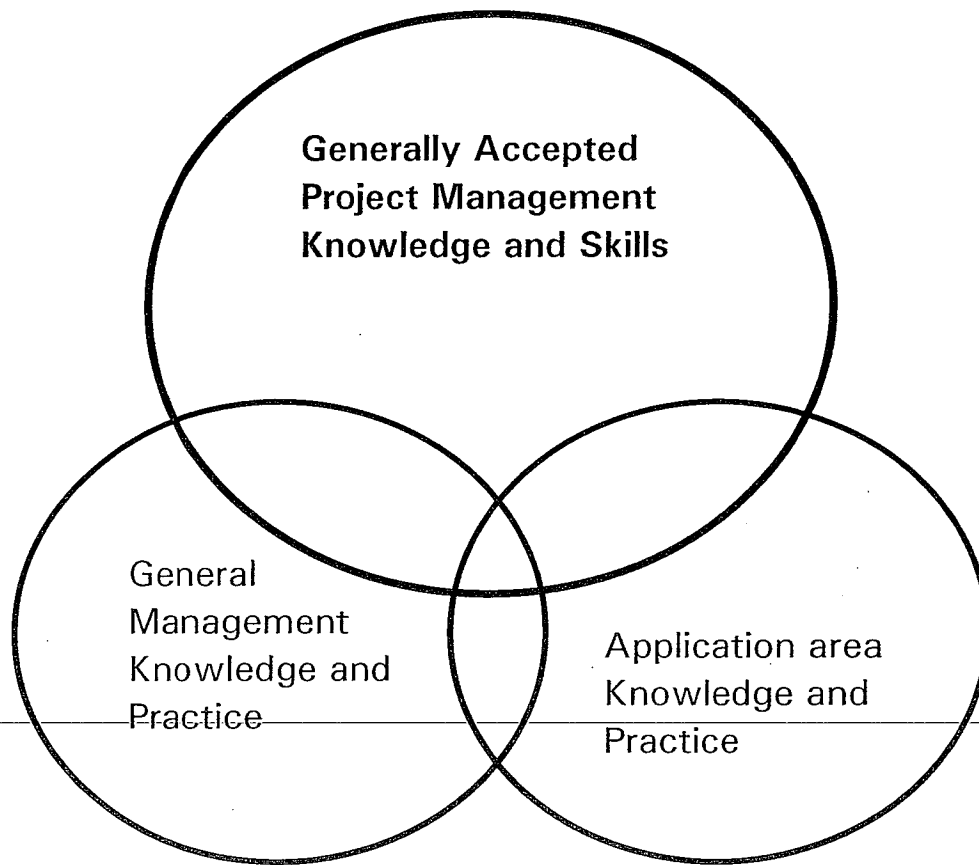 Generally Accepted
Project Management
Knowledge and Skills
General
Management
Knowledge and
Practice
Application area
Knowledge and
Practice